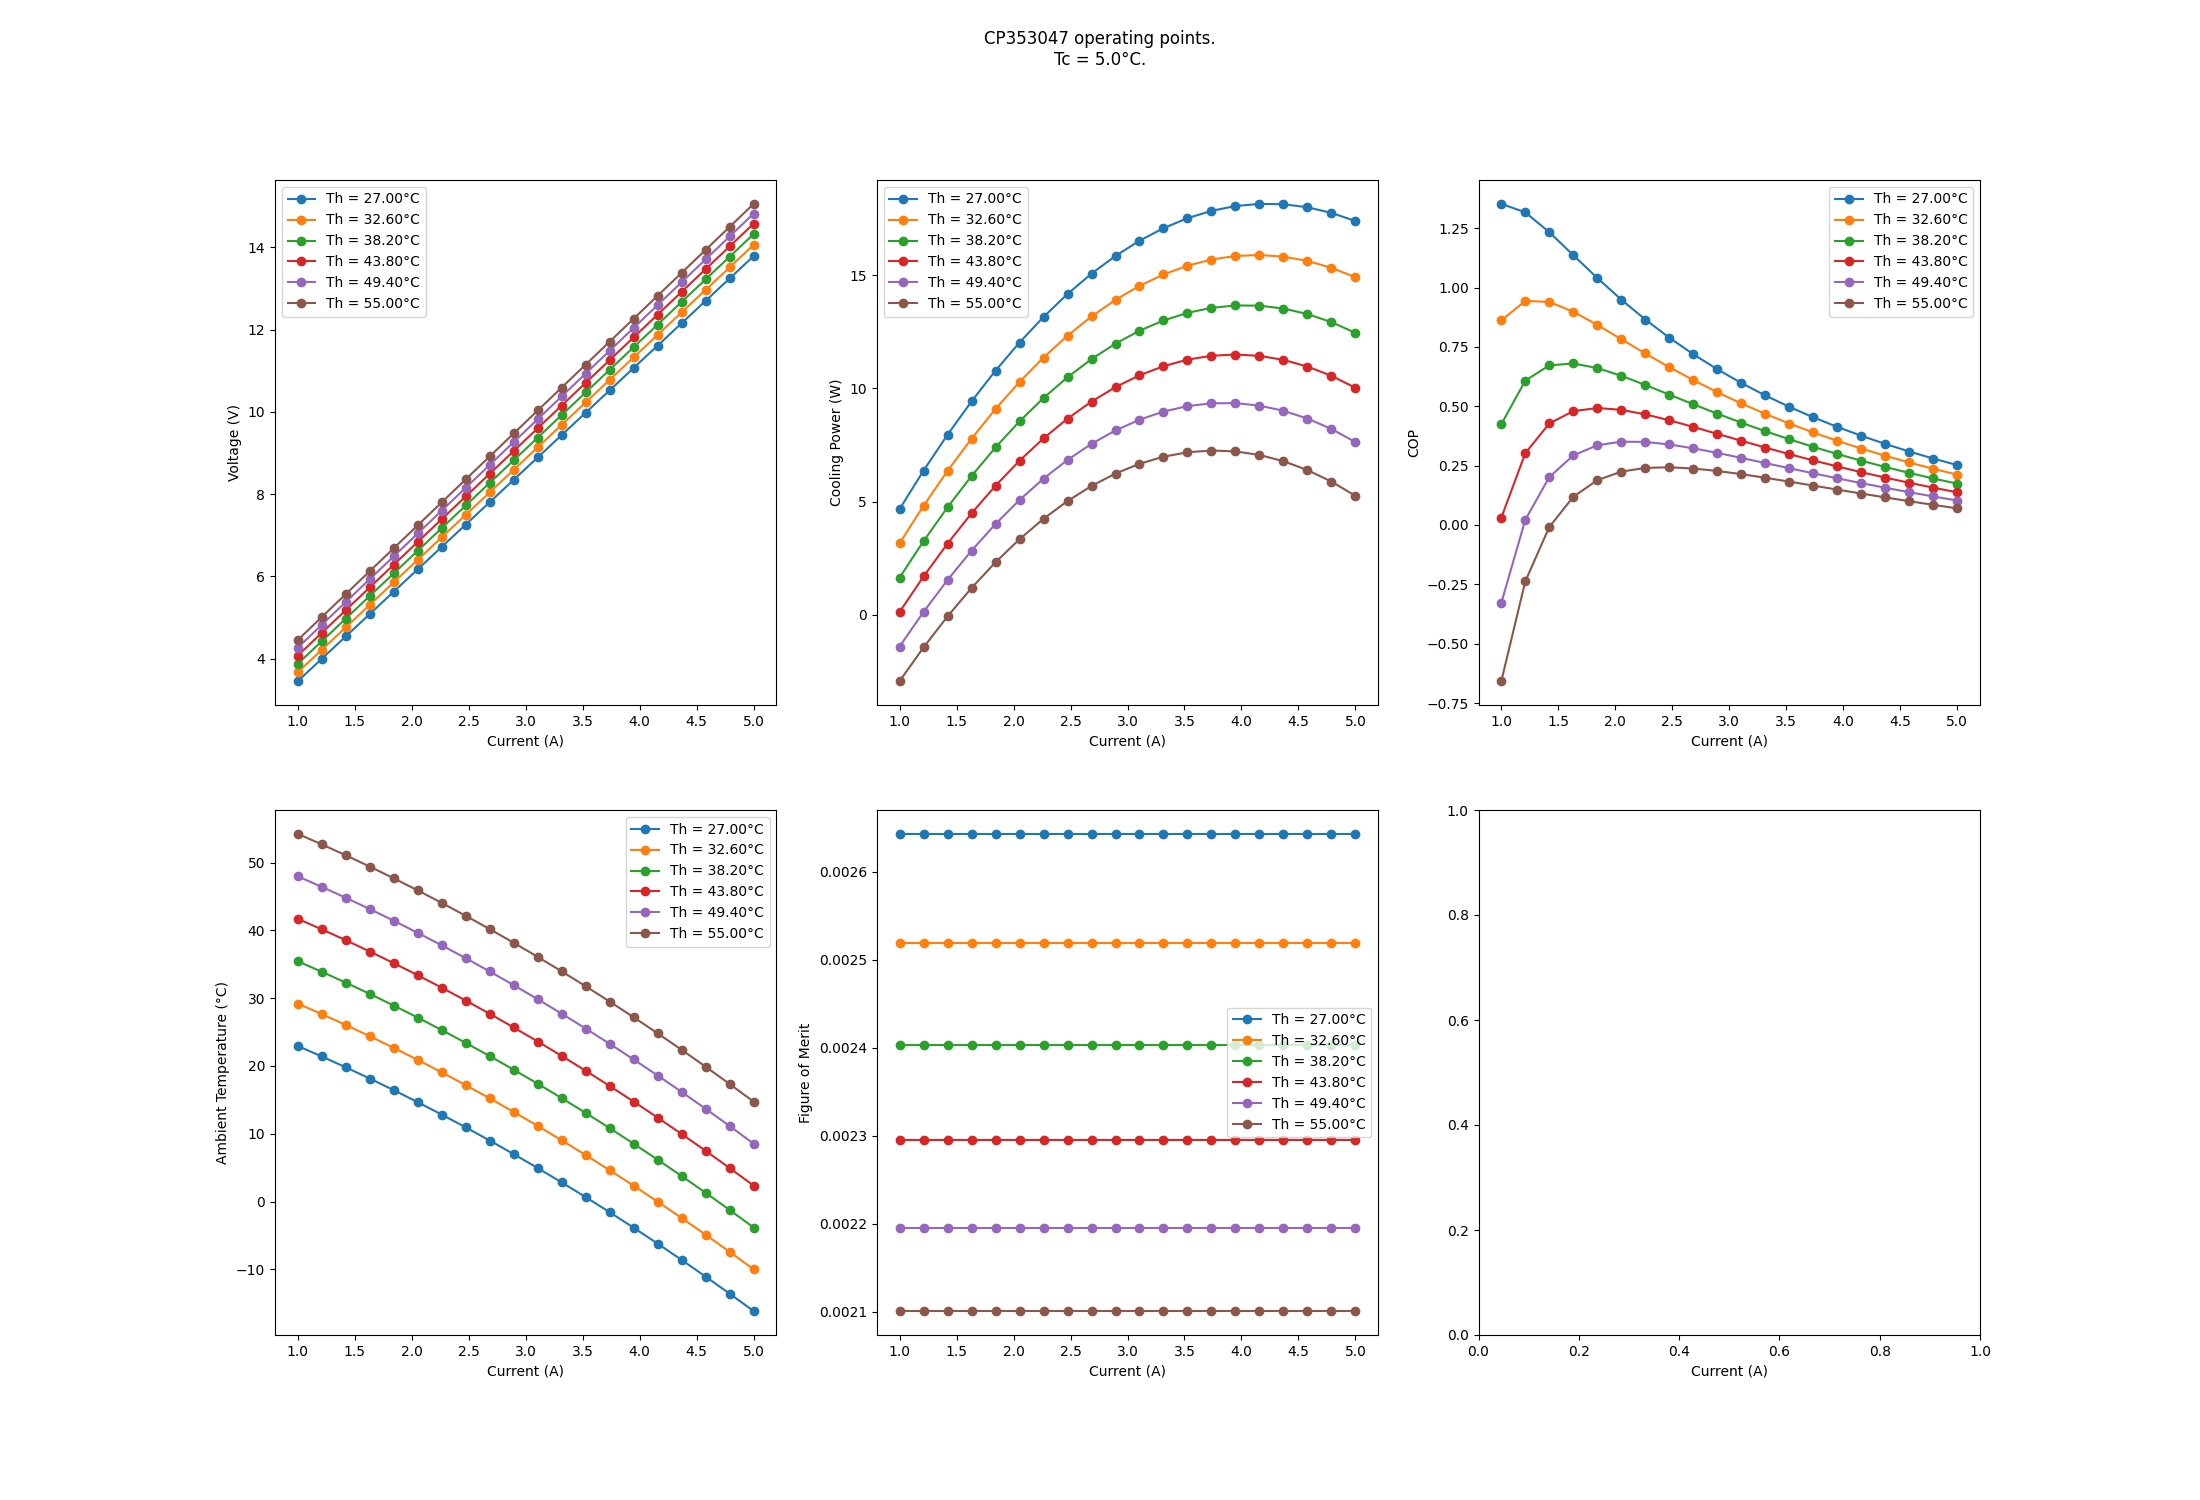 CP353047 operating points.
Tc = 5.0°C.
Th = 27.00°C
Th = 32.60°C
Th = 38.20°C
Th = 43.80°C
Th = 49.40°C
Th = 55.00°C
Voltage (V)
14
12
10
8
6
4
1.0 1.5 2.0 2.5 3.0 3.5 4.0 4.5 5.0
Current (A)
Th = 27.00°C
Th = 32.60°C
Th = 38.20°C
Th = 43.80°C
Th = 49.40°C
Th = 55.00°C
Cooling Power (W)
15
10
5
0
1.0 1.5 2.0 2.5 3.0 3.5 4.0 4.5 5.0
Current (A)
Th = 27.00°C
Th = 32.60°C
Th = 38.20°C
Th = 43.80°C
Th = 49.40°C
Th = 55.00°C
COP
1.25
1.00
0.75
0.50
0.25
0.00
−0.25
−0.50
−0.75
1.0 1.5 2.0 2.5 3.0 3.5 4.0 4.5 5.0
Current (A)
Th = 27.00°C
Th = 32.60°C
Th = 38.20°C
Th = 43.80°C
Th = 49.40°C
Th = 55.00°C
Ambient Temperature (°C)
50
40
30
20
10
0
−10
1.0 1.5 2.0 2.5 3.0 3.5 4.0 4.5 5.0
Current (A)
Th = 27.00°C
Th = 32.60°C
Th = 38.20°C
Th = 43.80°C
Th = 49.40°C
Th = 55.00°C
Figure of Merit
0.0026
0.0025
0.0024
0.0023
0.0022
0.0021
1.0 1.5 2.0 2.5 3.0 3.5 4.0 4.5 5.0
Current (A)
1.0
0.8
0.6
0.4
0.2
0.0
0.0 0.2 0.4 0.6 0.8 1.0
Current (A)